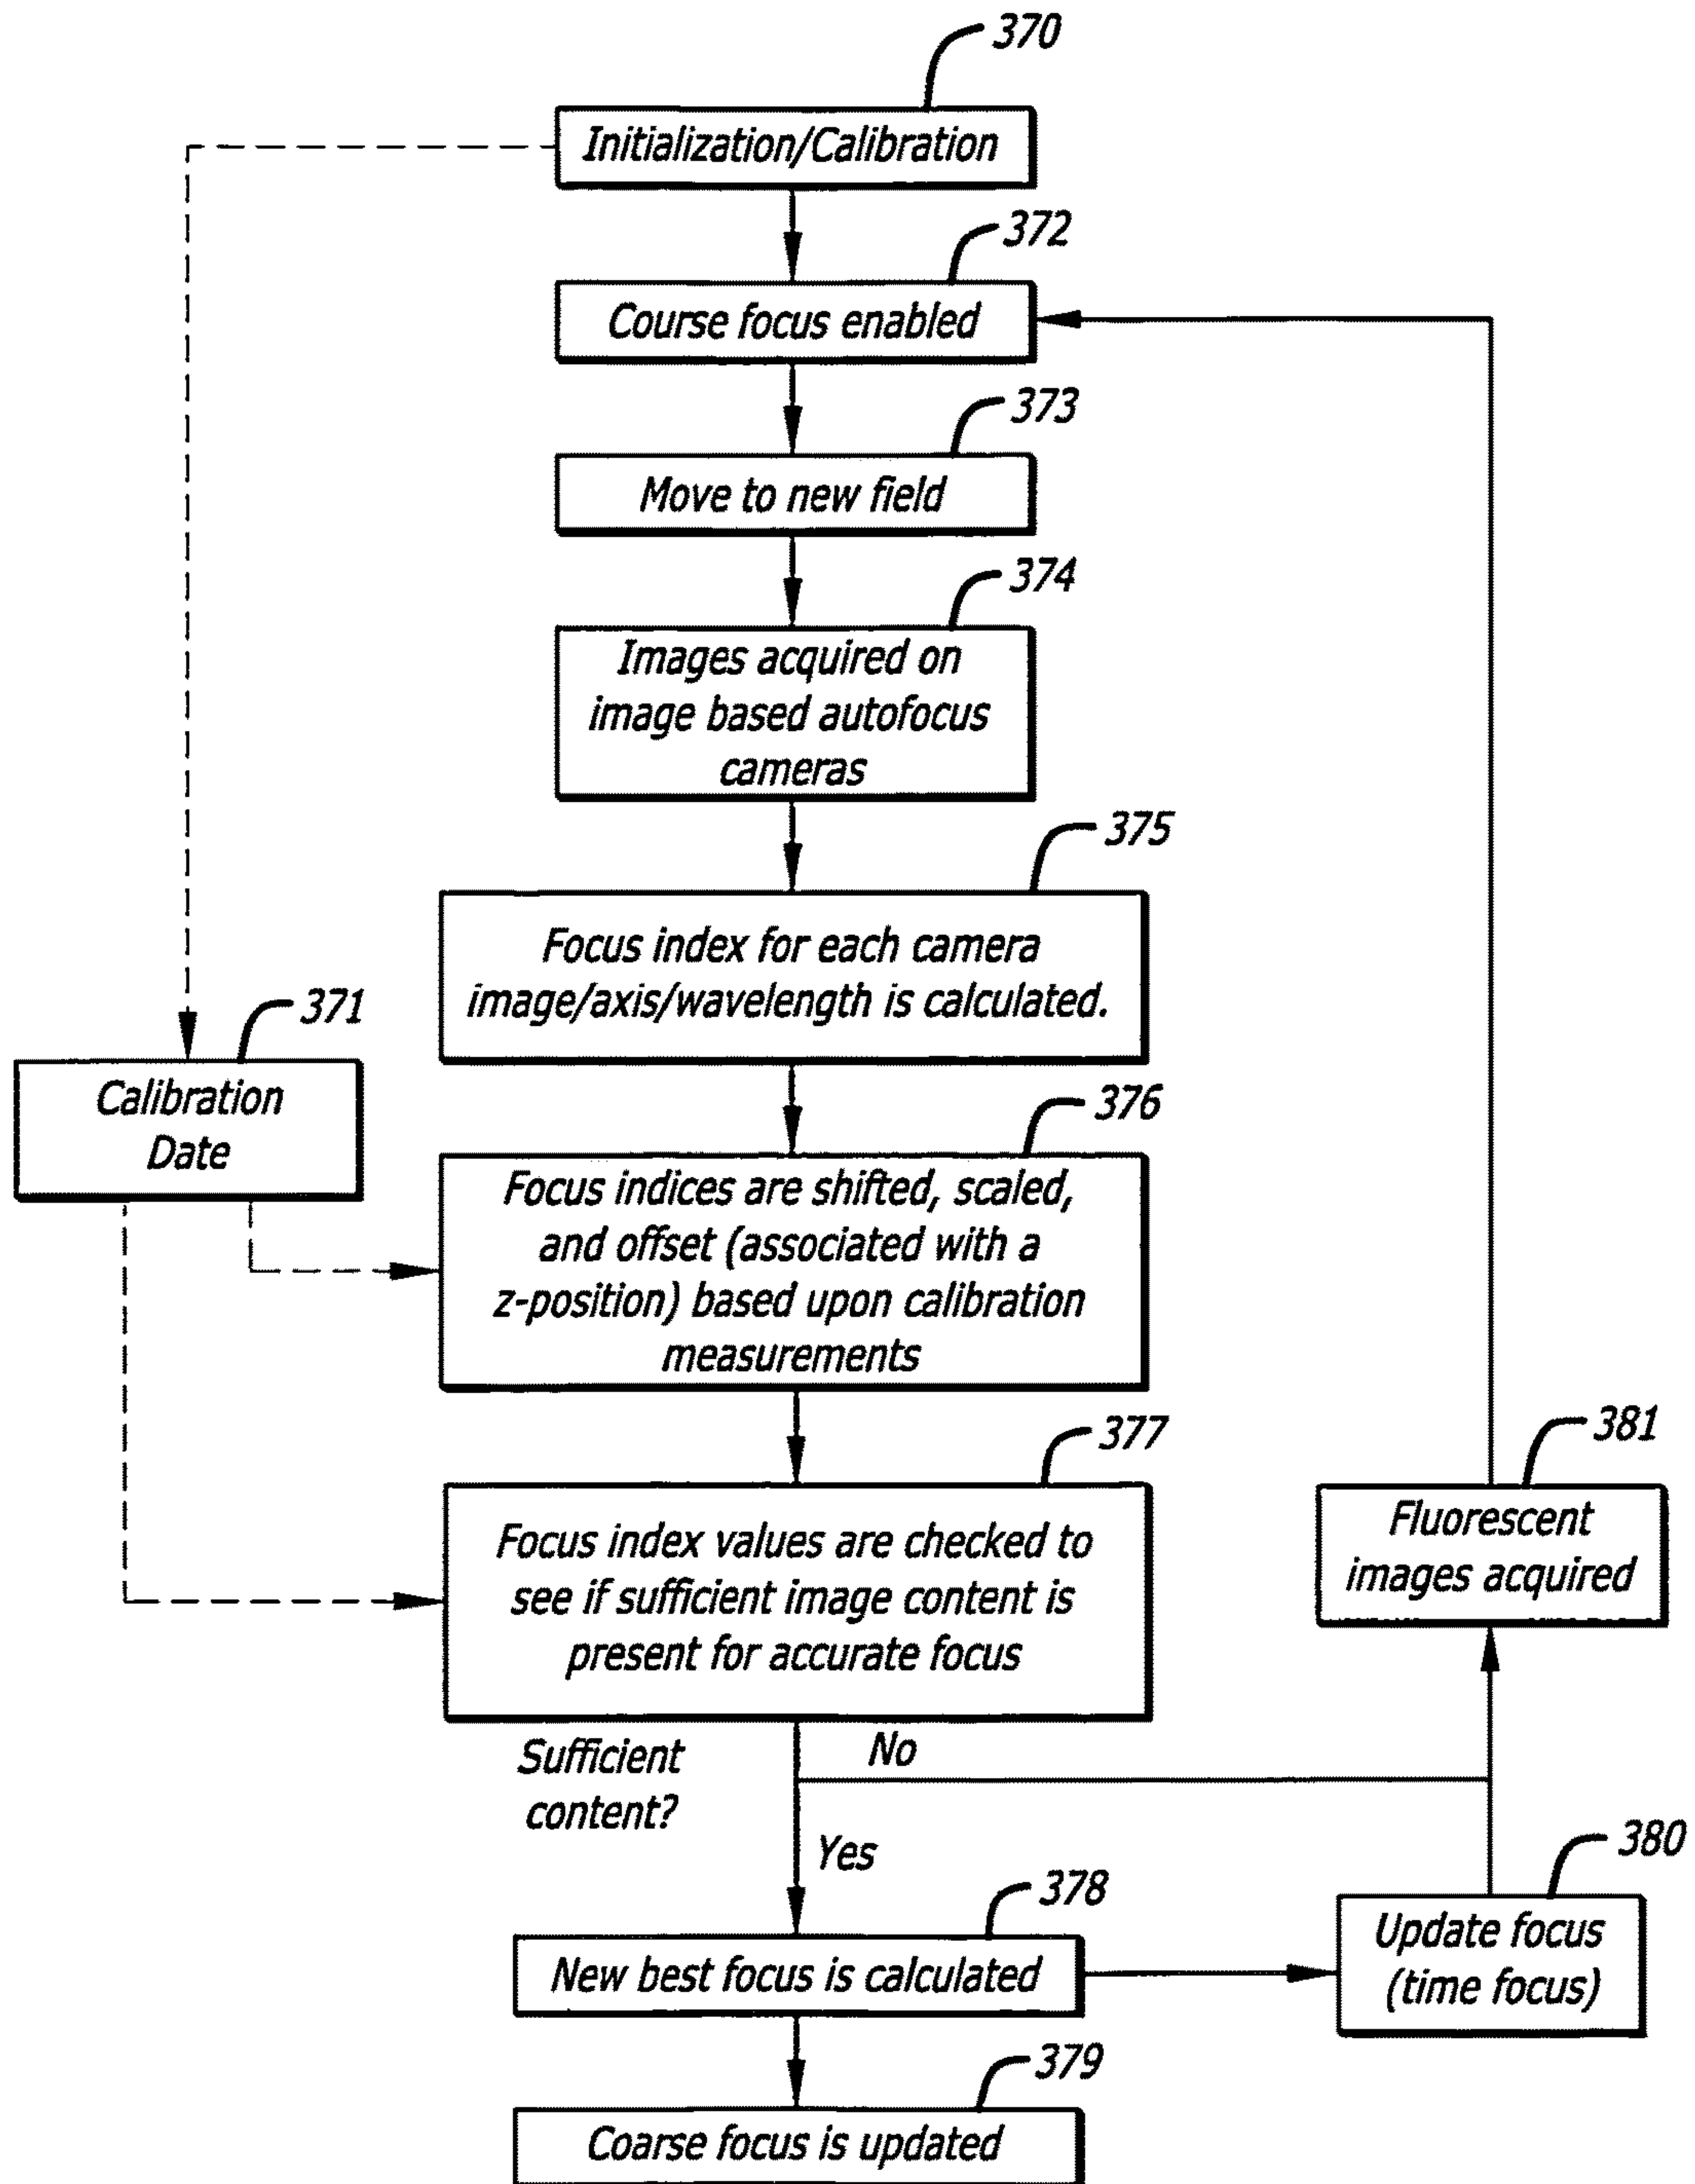 370
Initialization/Calibration
372
Course focus enabled
373
Move to new field
374
Images acquired on
image based autofocus
cameras
375
Focus index for each camera
image/axis/wavelength is calculated.
371
Calibration
Date
376
Focus indices are shifted, scaled,
and offset (associated with a
z-position) based upon calibration
measurements
377
Focus index values are checked to
see if sufficient image content is
present for accurate focus
381
Fluorescent
images acquired
Sufficient
content?
No
Yes
378
New best focus is calculated
380
Update focus
(time focus)
379
Coarse focus is updated